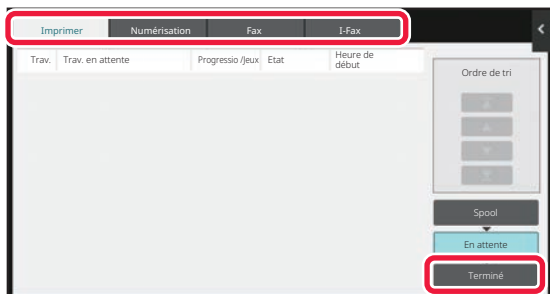 Imprimer Numérisation Fax I-Fax
Trav. Trav. en attente Progressio /Jeux Etat Heure de
début
Ordre de tri
Spool
En attente
Terminé